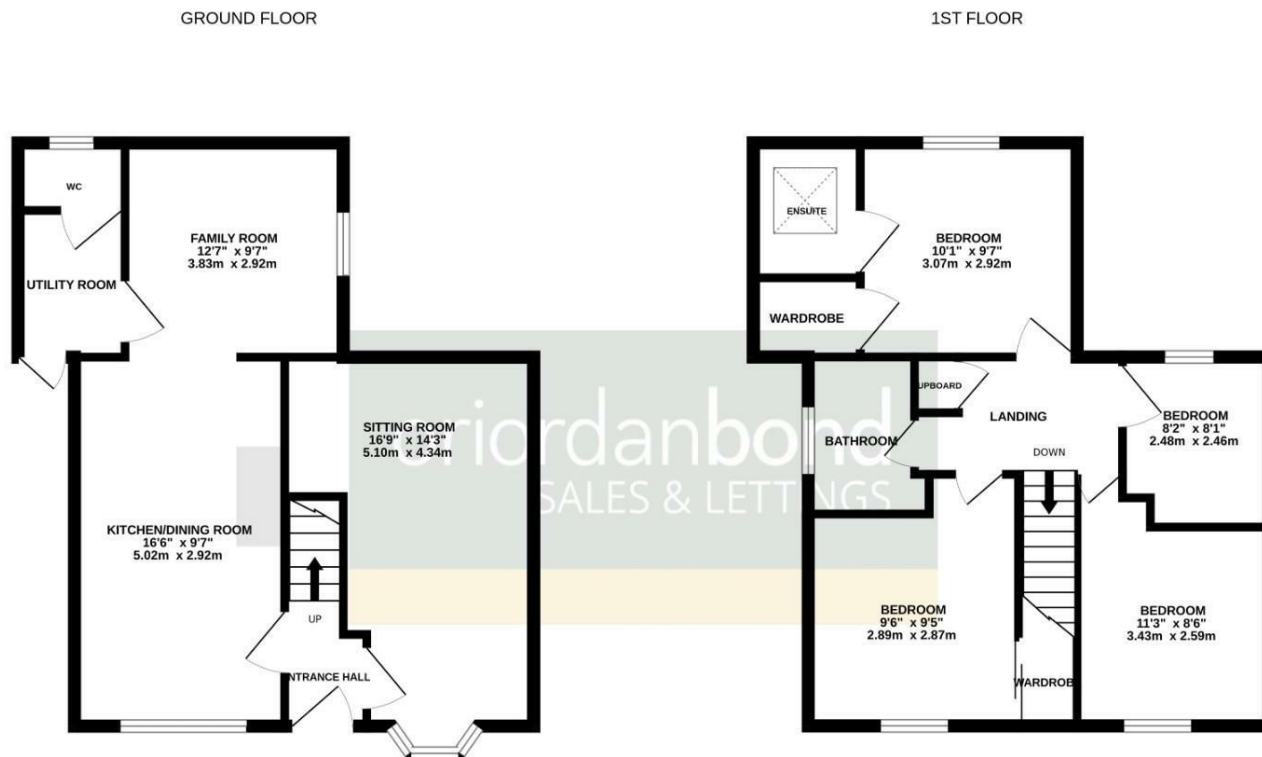 GROUND FLOOR
WC
FAMILY ROOM
12'7" x 9'7"
3.83m x 2.92m
UTILITY ROOM
SITTING ROOM
16'9" x 14'3"
5.10m x 4.34m
KITCHEN/DINING ROOM
16'6" x 9'7"
5.02m x 2.92m
UP
NTRANCE HALL
1ST FLOOR
ENSUITE
BEDROOM
10'1" x 9'7"
3.07m x 2.92m
WARDROBE
UPBOARD
LANDING
BEDROOM
8'2" x 8'1"
2.48m x 2.46m
BATHROOM
DOWN
BEDROOM
9'6" x 9'5"
2.89m x 2.87m
BEDROOM
11'3" x 8'6"
3.43m x 2.59m
WARDROB
oriordanbond
SALES & LETTINGS